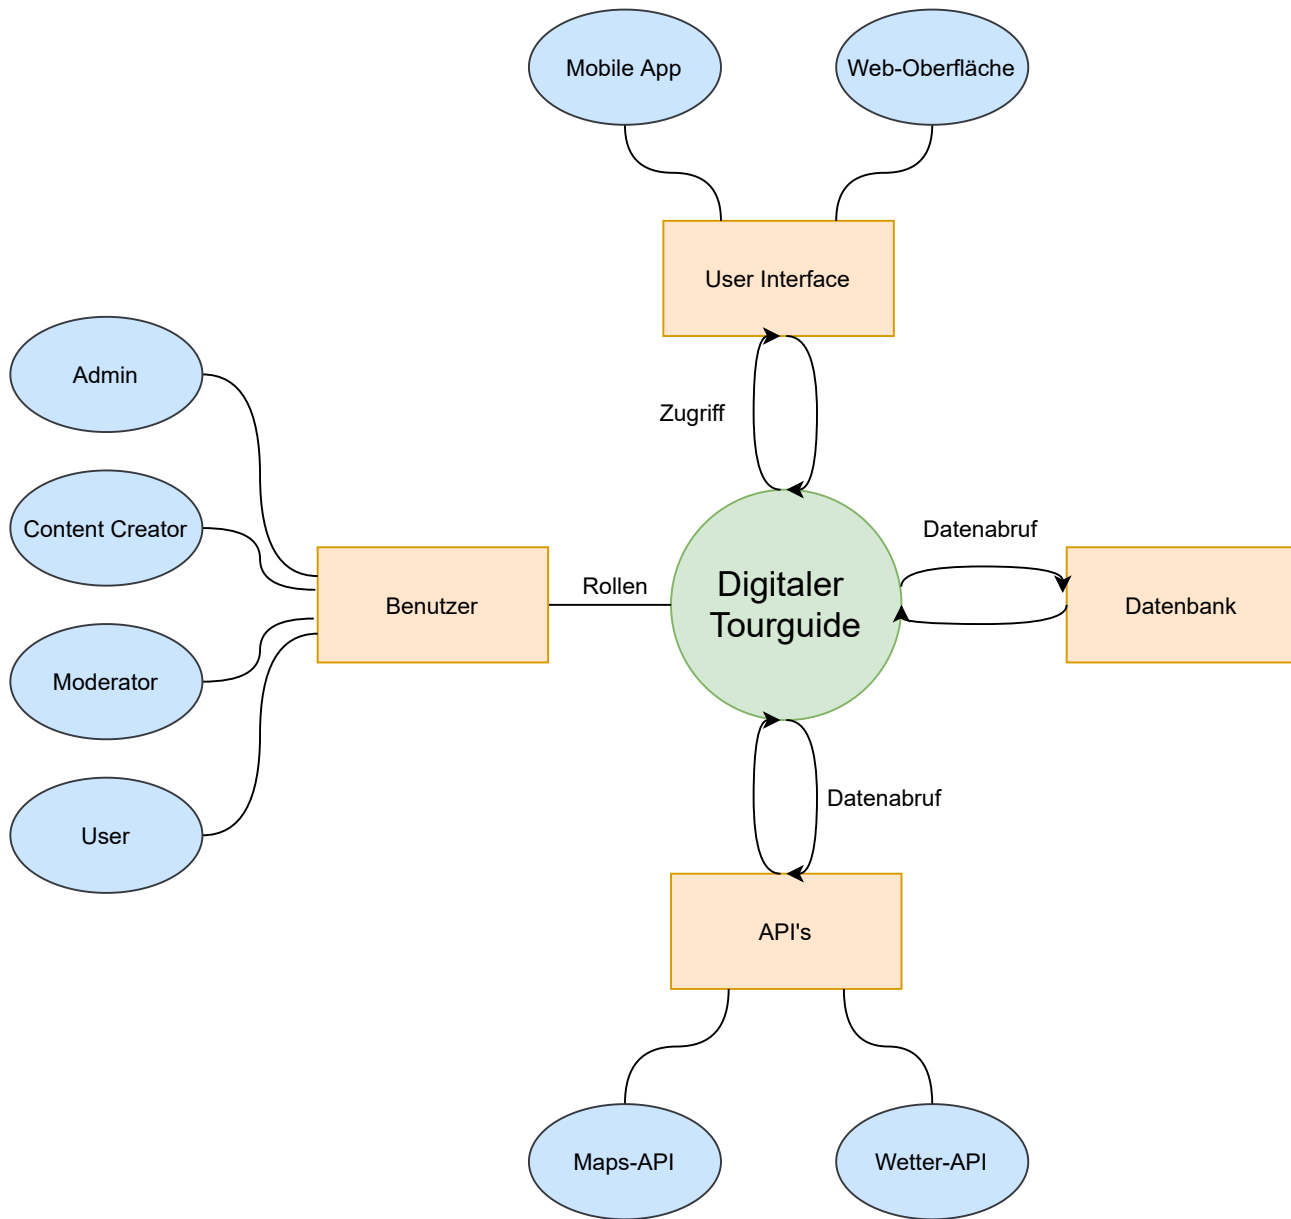 Mobile App
Web-Oberfläche
User Interface
Admin
Zugriff
Content Creator
Datenabruf
Rollen
Digitaler
Tourguide
Benutzer
Datenbank
Moderator
Datenabruf
User
API's
Maps-API
Wetter-API